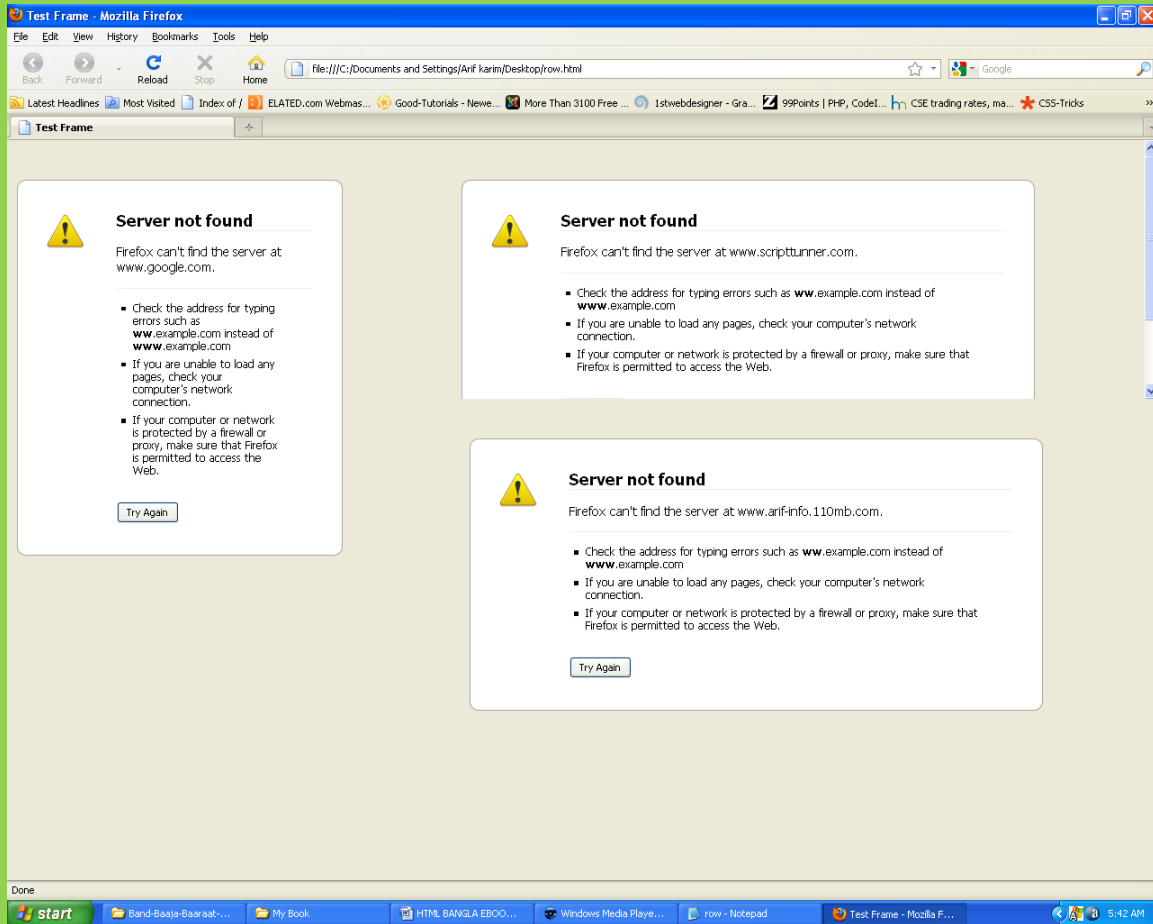 Test Frame - Mozilla Firefox
File Edit View History Bookmarks Tools Help
Back Forward Reload Stop Home file:///C:/Documents and Settings/Arif karim/Desktop/row.html Google
Latest Headlines Most Visited Index of / ELATED.com Webmas... Good-Tutorials - Newe... More Than 3100 Free ... 1stwebdesigner - Gra... 99Points | PHP, CodeI... CSE trading rates, ma... CSS-Tricks »
Test Frame
Server not found
Firefox can't find the server at
www.google.com.
Check the address for typing
errors such as
ww.example.com instead of
www.example.com
If you are unable to load any
pages, check your
computer's network
connection.
If your computer or network
is protected by a firewall or
proxy, make sure that Firefox
is permitted to access the
Web.
Try Again
Server not found
Firefox can't find the server at www.scripttunner.com.
Check the address for typing errors such as ww.example.com instead of
www.example.com
If you are unable to load any pages, check your computer's network
connection.
If your computer or network is protected by a firewall or proxy, make sure that
Firefox is permitted to access the Web.
Server not found
Firefox can't find the server at www.arif-info.110mb.com.
Check the address for typing errors such as ww.example.com instead of
www.example.com
If you are unable to load any pages, check your computer's network
connection.
If your computer or network is protected by a firewall or proxy, make sure that
Firefox is permitted to access the Web.
Try Again
Done
start Band-Baaja-Baaraat-... My Book HTML BANGLA EBOO... Windows Media Playe... row - Notepad Test Frame - Mozilla F... 5:42 AM